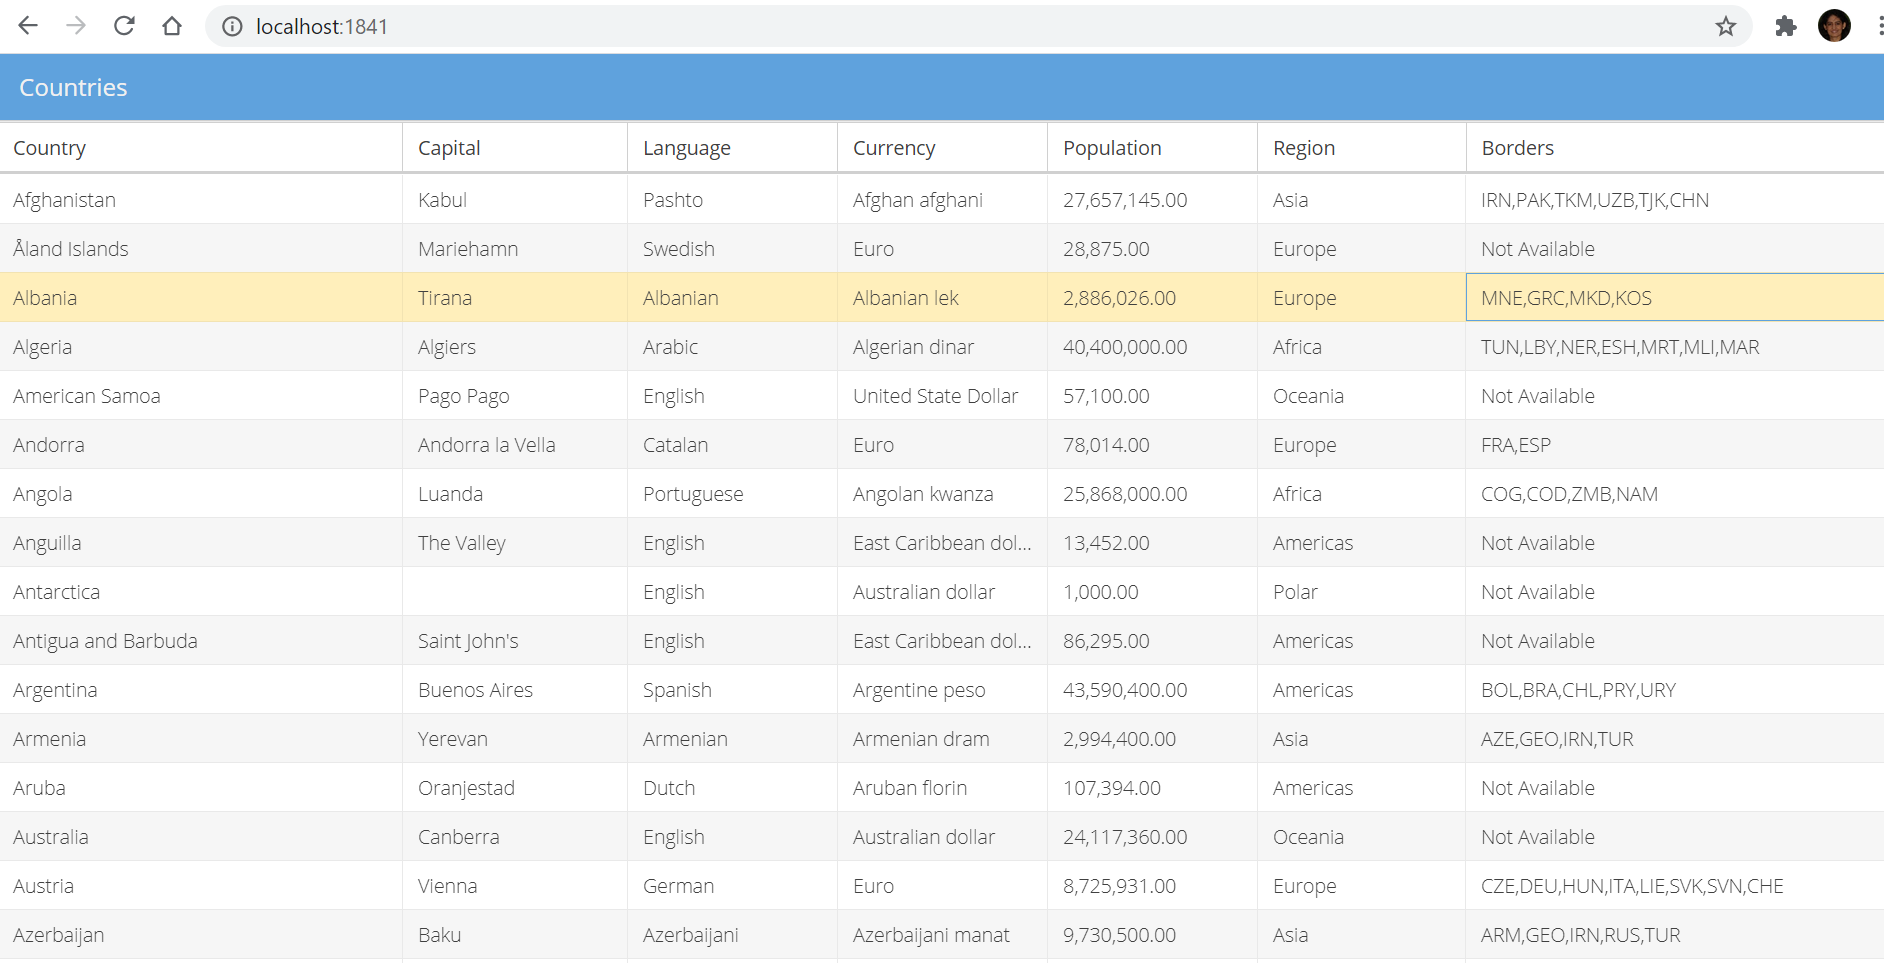 localhost:1841
Countries
Country Capital Language Currency Population Region Borders
Afghanistan Kabul Pashto Afghan afghani 27,657,145.00 Asia IRN,PAK,TKM,UZB,TJK,CHN
Åland Islands Mariehamn Swedish Euro 28,875.00 Europe Not Available
Albania Tirana Albanian Albanian lek 2,886,026.00 Europe MNE,GRC,MKD,KOS
Algeria Algiers Arabic Algerian dinar 40,400,000.00 Africa TUN,LBY,NER,ESH,MRT,MLI,MAR
American Samoa Pago Pago English United State Dollar 57,100.00 Oceania Not Available
Andorra Andorra la Vella Catalan Euro 78,014.00 Europe FRA,ESP
Angola Luanda Portuguese Angolan kwanza 25,868,000.00 Africa COG,COD,ZMB,NAM
Anguilla The Valley English East Caribbean dol... 13,452.00 Americas Not Available
Antarctica English Australian dollar 1,000.00 Polar Not Available
Antigua and Barbuda Saint John's English East Caribbean dol... 86,295.00 Americas Not Available
Argentina Buenos Aires Spanish Argentine peso 43,590,400.00 Americas BOL,BRA,CHL,PRY,URY
Armenia Yerevan Armenian Armenian dram 2,994,400.00 Asia AZE,GEO,IRN,TUR
Aruba Oranjestad Dutch Aruban florin 107,394.00 Americas Not Available
Australia Canberra English Australian dollar 24,117,360.00 Oceania Not Available
Austria Vienna German Euro 8,725,931.00 Europe CZE,DEU,HUN,ITA,LIE,SVK,SVN,CHE
Azerbaijan Baku Azerbaijani Azerbaijani manat 9,730,500.00 Asia ARM,GEO,IRN,RUS,TUR